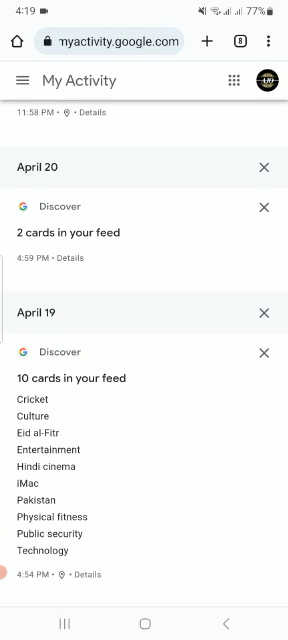 4:19 77%
myactivity.google.com 8
My Activity
11:58 PM • Details
April 20
Discover
2 cards in your feed
4:59 PM • Details
April 19
Discover
10 cards in your feed
Cricket
Culture
Eid al-Fitr
Entertainment
Hindi cinema
iMac
Pakistan
Physical fitness
Public security
Technology
4:54 PM • Details